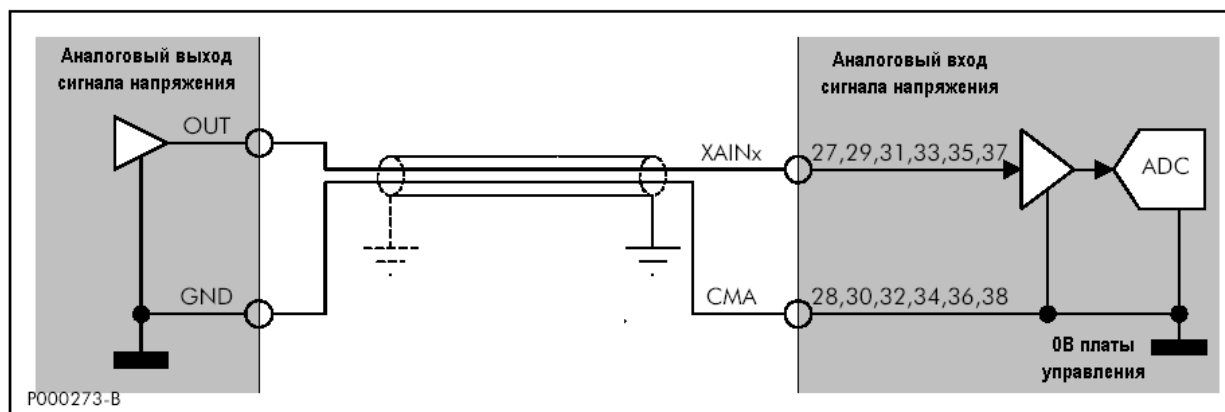 Аналоговый выход
сигнала напряжения
Аналоговый вход
сигнала напряжения
OUT
XAINx
27,29,31,33,35,37
ADC
GND
CMA
28,30,32,34,36,38
0В платы
управления
P000273-B